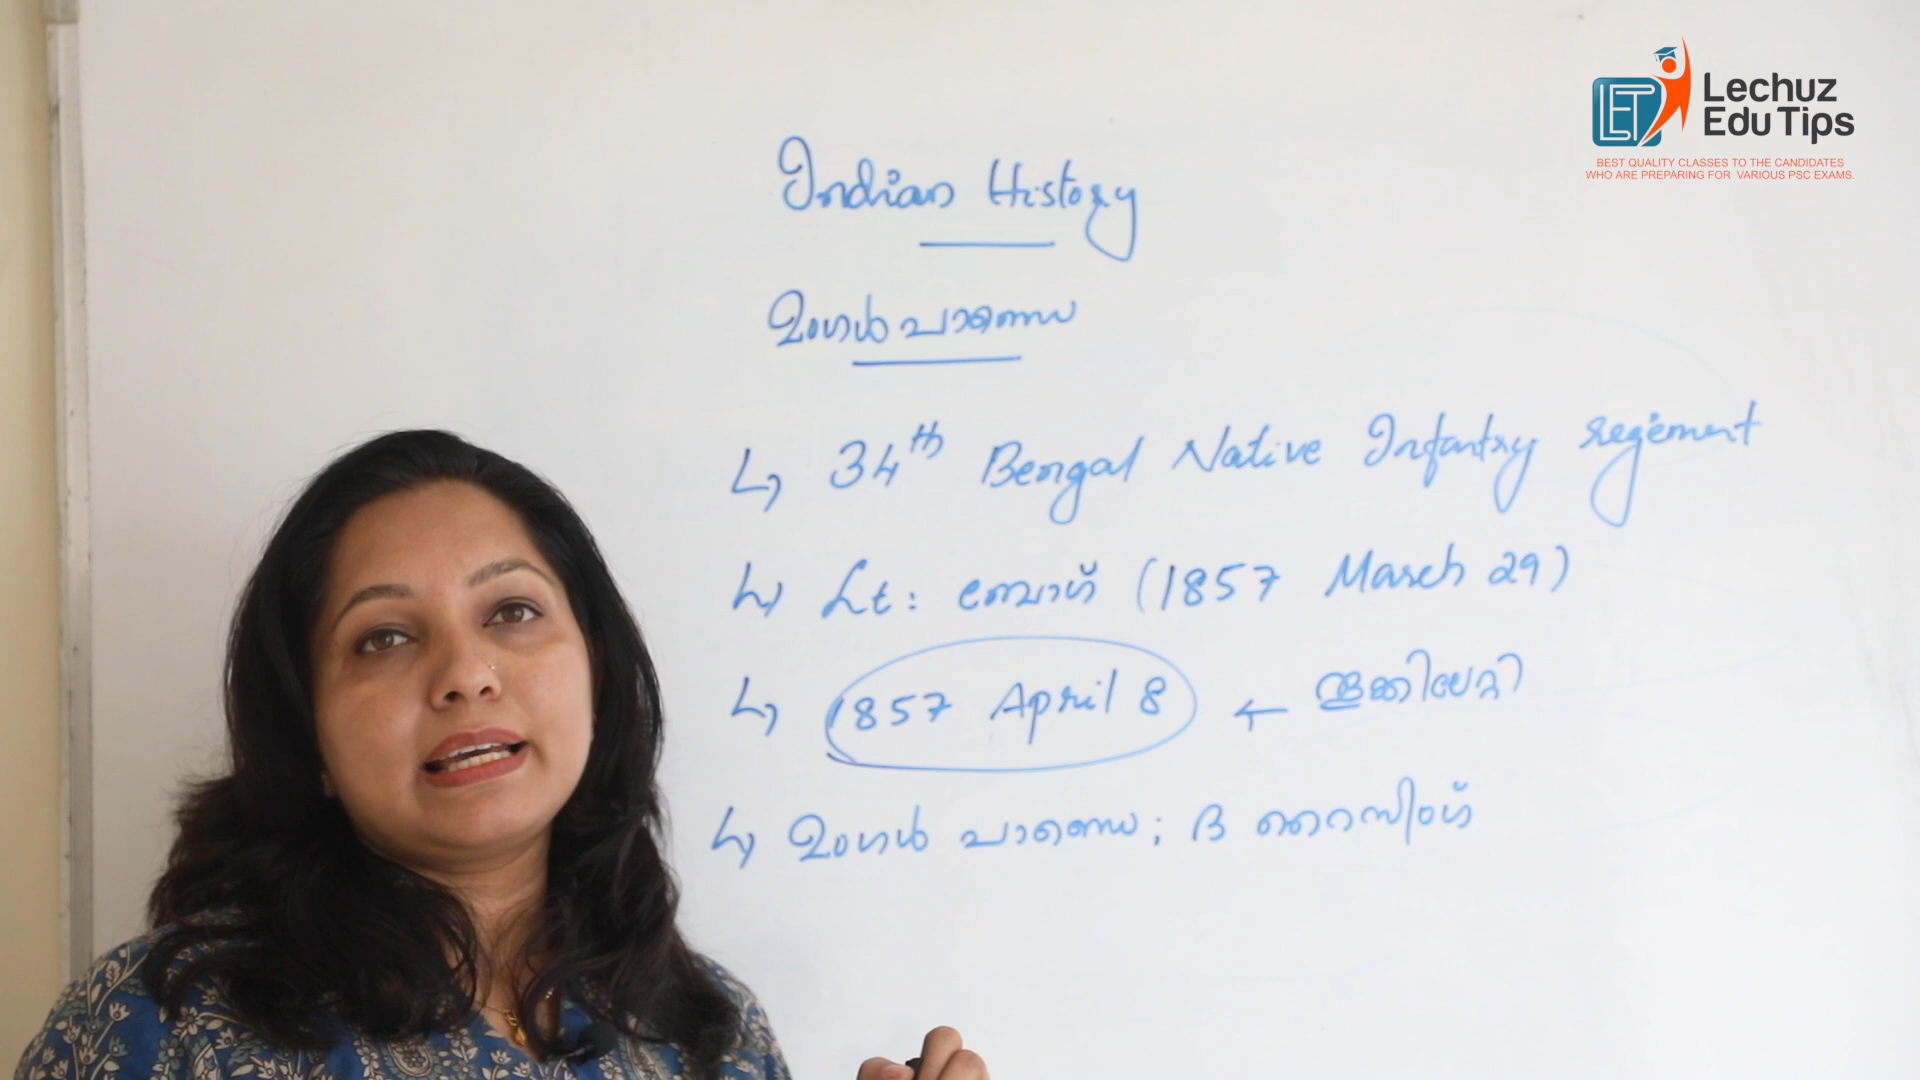 Lechuz
Edu Tips
BEST QUALITY CLASSES TO THE CANDIDATES
WHO ARE PREPARING FOR VARIOUS PSC EXAMS.
Indian History
മംഗൾ പാണ്ഡെ
↳ 34th Bengal Native Infantry regiment
↳ Lt: ബോഗ് (1857 March 29)
↳ 1857 April 8 ← തൂക്കിലേറ്റി
↳ മംഗൾ പാണ്ഡെ ; ദ റൈസിംഗ്